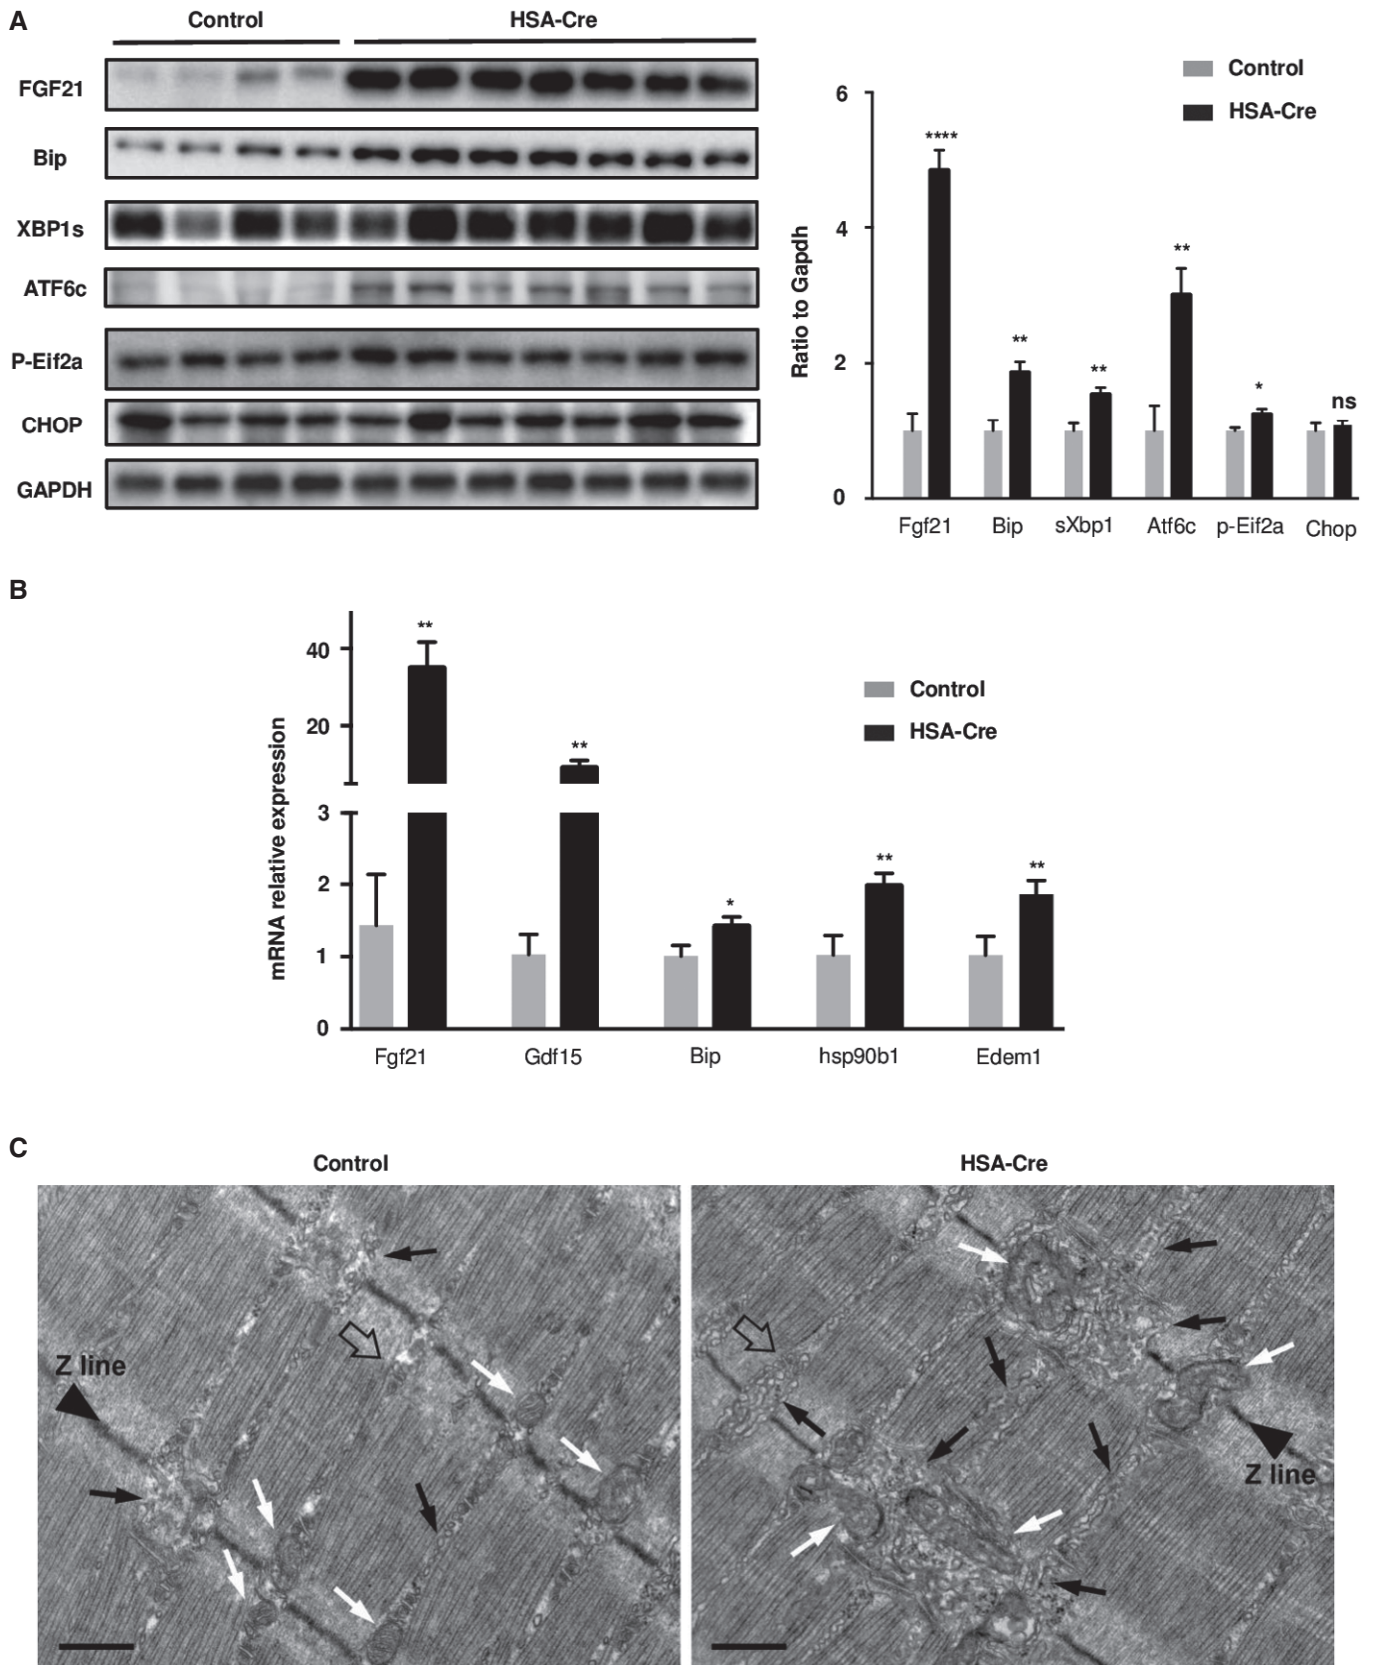 A
Control
HSA-Cre
FGF21
Bip
XBP1s
ATF6c
P-Eif2a
CHOP
GAPDH
Control
HSA-Cre
Ratio to Gapdh
6
4
2
0
****
**
**
**
*
ns
Fgf21
Bip
sXbp1
Atf6c
p-Eif2a
Chop
B
mRNA relative expression
40
20
3
2
1
0
**
**
*
**
**
Control
HSA-Cre
Fgf21
Gdf15
Bip
hsp90b1
Edem1
C
Control
HSA-Cre
Z line
Z line